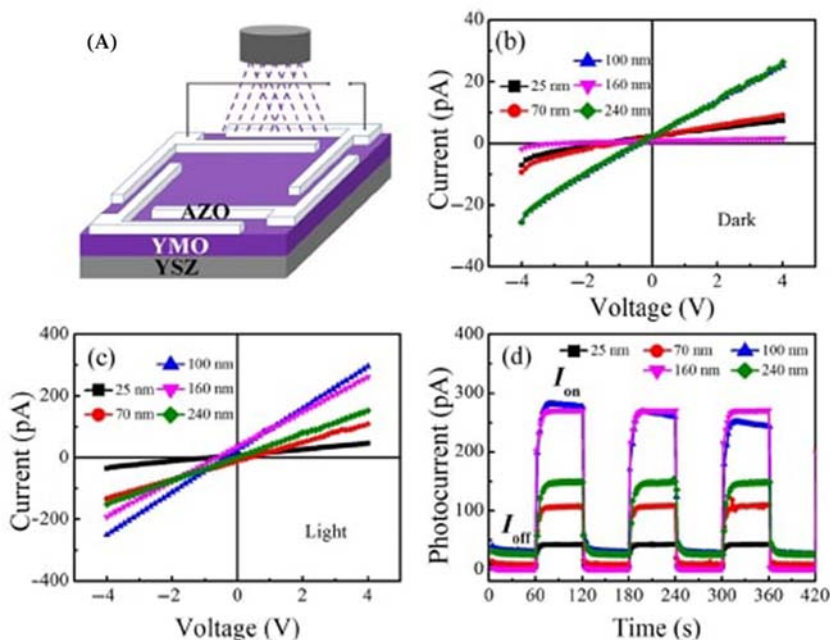 (A)
AZO
YMO
YSZ
(b)
100 nm
25 nm
160 nm
70 nm
240 nm
Dark
Current (pA)
40
20
0
−20
−40
−4
−2
0
2
4
Voltage (V)
(c)
100 nm
25 nm
160 nm
70 nm
240 nm
Light
Current (pA)
400
200
0
−200
−400
−4
−2
0
2
4
Voltage (V)
(d)
25 nm
70 nm
100 nm
160 nm
240 nm
Ion
Ioff
Photocurrent (pA)
400
300
200
100
0
0
60
120
180
240
300
360
420
Time (s)